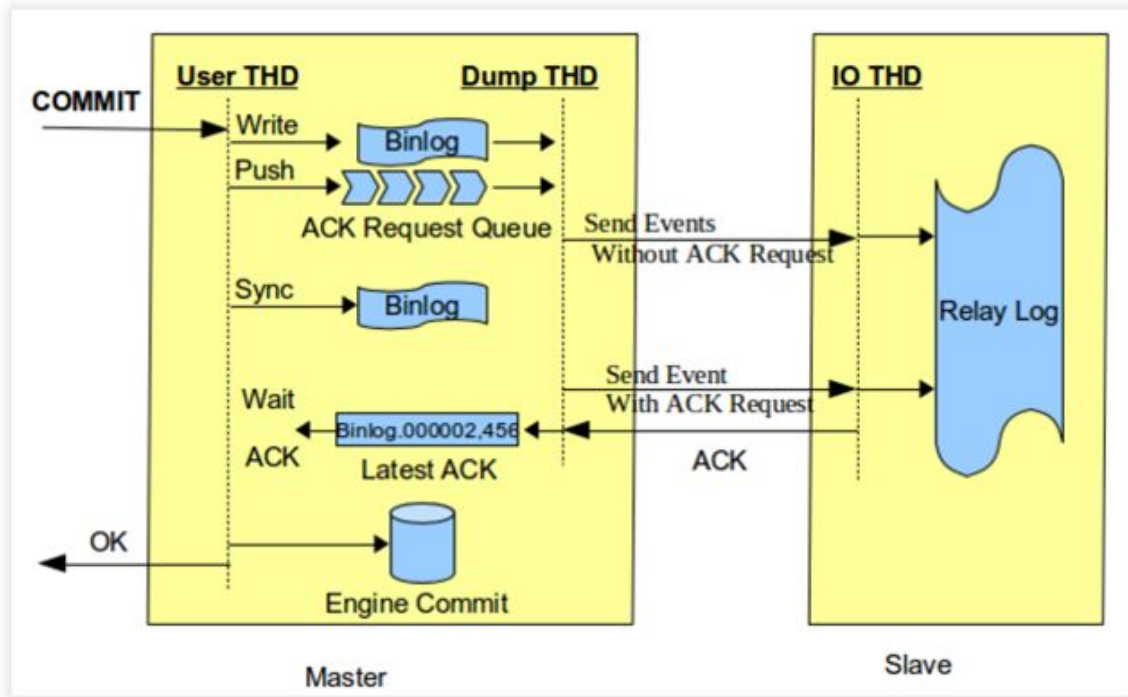 User THD
Dump THD
IO THD
COMMIT
Write
Binlog
Push
ACK Request Queue
Send Events
Without ACK Request
Sync
Binlog
Relay Log
Send Event
With ACK Request
Wait
ACK
Binlog.000002,456
Latest ACK
ACK
OK
Engine Commit
Master
Slave